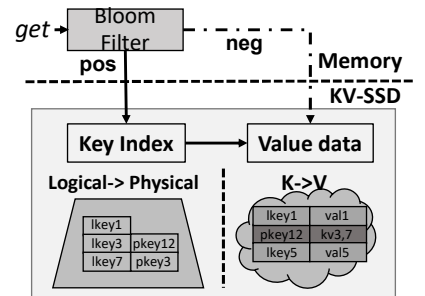 get
Bloom
Filter
neg
pos
Memory
KV-SSD
Key Index
Value data
Logical-> Physical
K->V
lkey1
lkey3 pkey12
lkey7 pkey3
lkey1 val1
pkey12 kv3,7
lkey5 val5